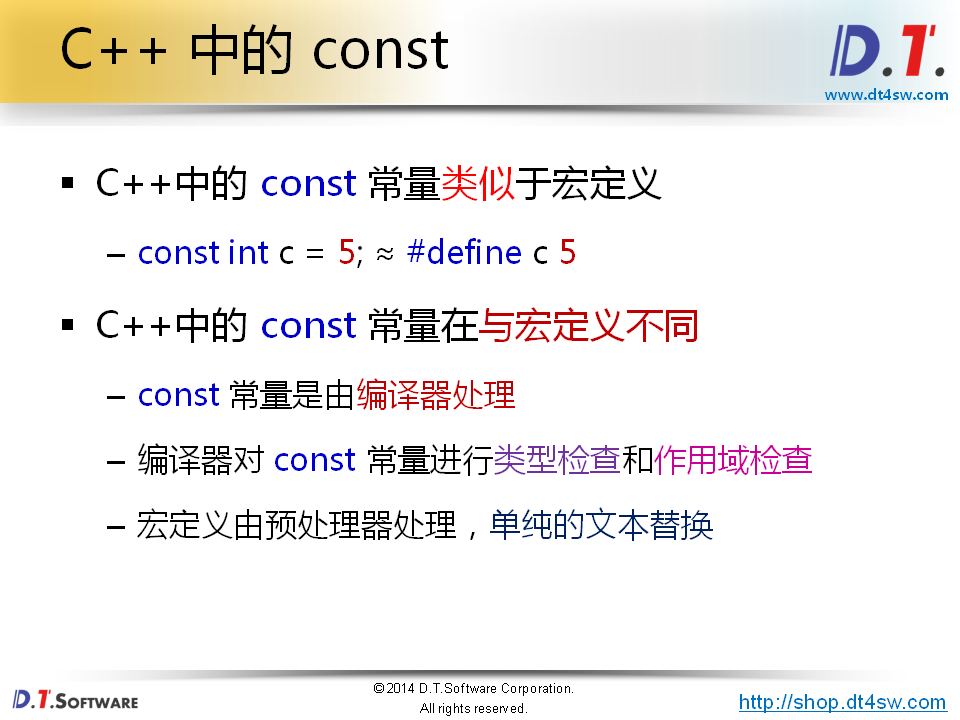 C++ 中的 const
D.T.
www.dt4sw.com
▪ C++中的 const 常量类似于宏定义
– const int c = 5; ≈ #define c 5
▪ C++中的 const 常量在与宏定义不同
– const 常量是由编译器处理
– 编译器对 const 常量进行类型检查和作用域检查
– 宏定义由预处理器处理，单纯的文本替换
D.T.SOFTWARE
©2014 D.T.Software Corporation.
All rights reserved.
http://shop.dt4sw.com